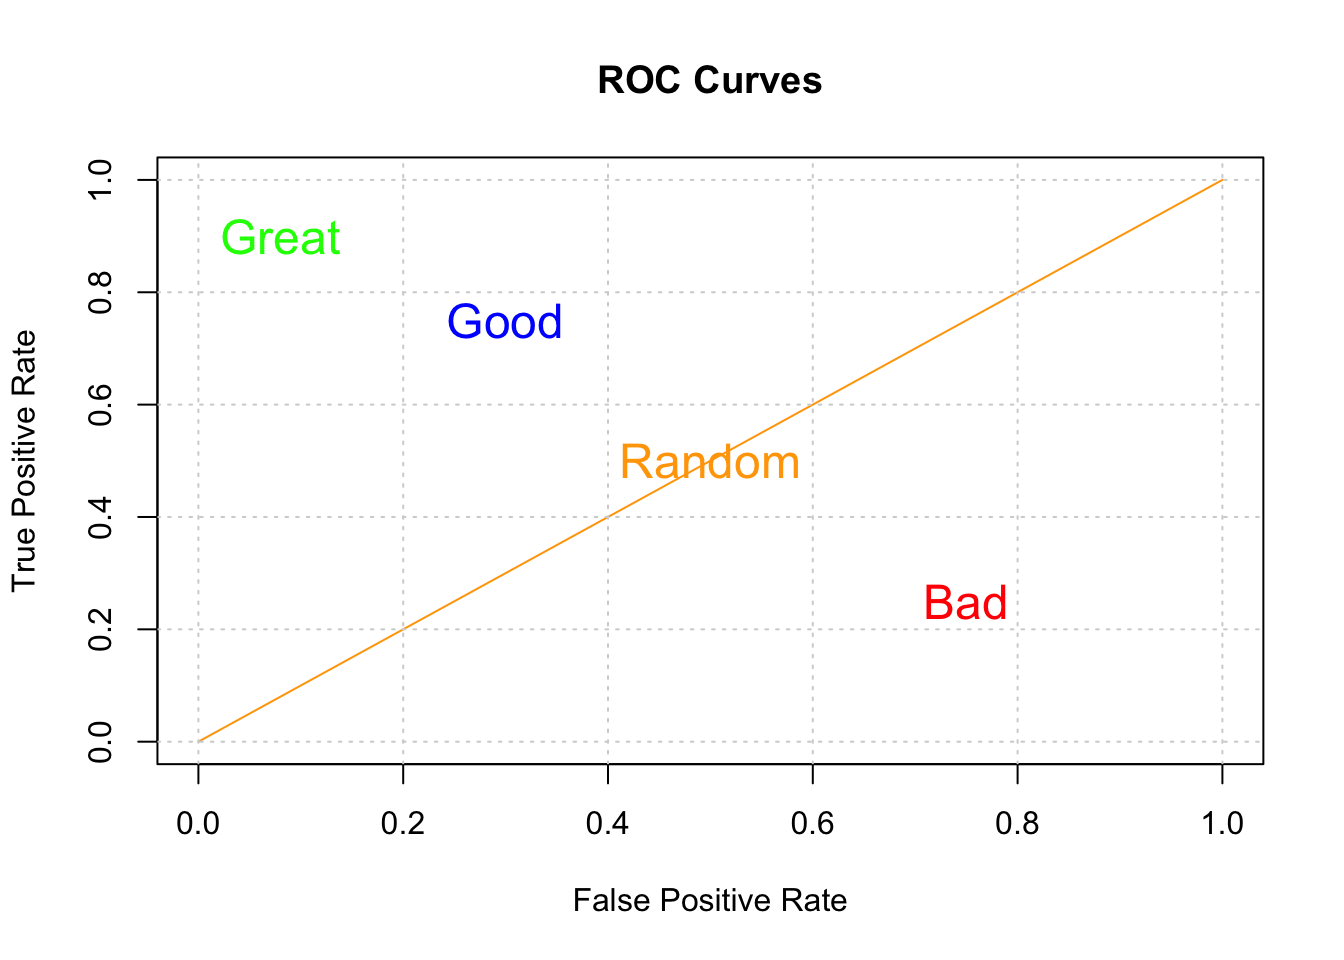 ROC Curves
True Positive Rate
1.0
0.8
0.6
0.4
0.2
0.0
Great
Good
Random
Bad
0.0 0.2 0.4 0.6 0.8 1.0
False Positive Rate